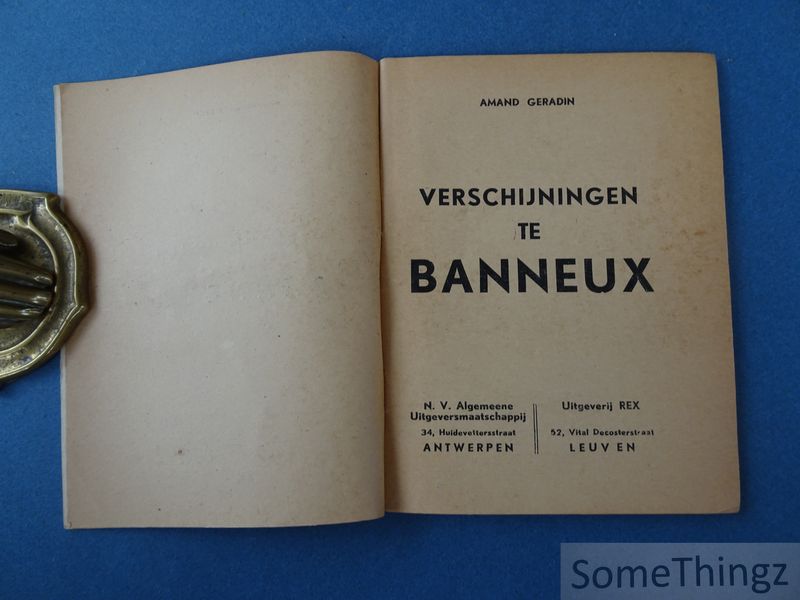 AMAND GERADIN
VERSCHIJNINGEN
TE
BANNEUX
N. V. Algemeene
Uitgeversmaatschappij
34, Huidevettersstraat
ANTWERPEN
Uitgeverij REX
52, Vital Decosterstraat
LEUVEN
SomeThingz